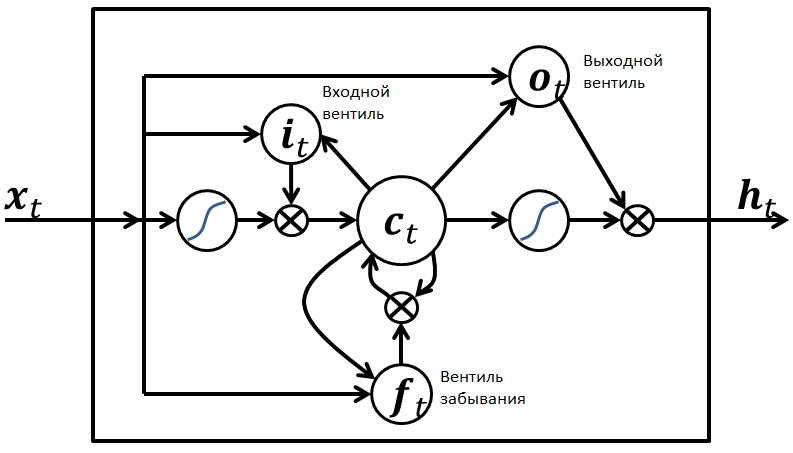 Выходной
вентиль
o_t
Входной
вентиль
i_t
x_t
c_t
h_t
f_t
Вентиль
забывания